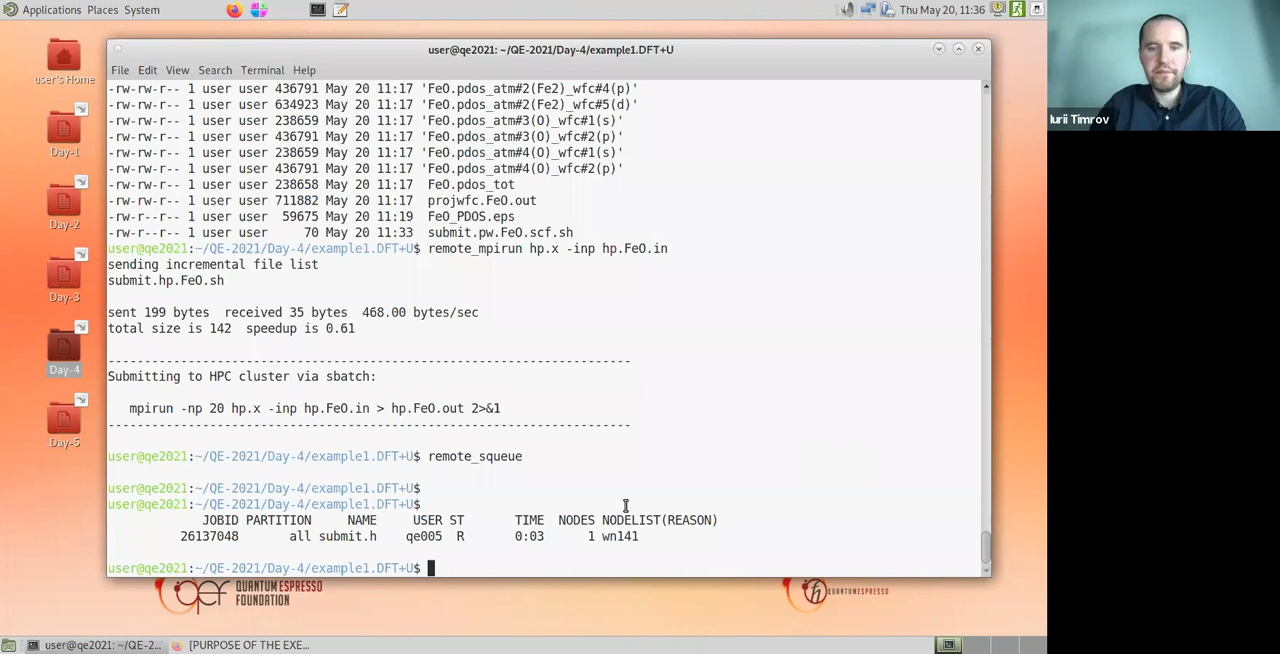 Applications Places System
Thu May 20, 11:36
user's Home
Day-1
Day-2
Day-3
Day-4
Day-5
user@qe2021: ~/QE-2021/Day-4/example1.DFT+U
File Edit View Search Terminal Help
-rw-rw-r-- 1 user user 436791 May 20 11:17 'FeO.pdos_atm#2(Fe2)_wfc#4(p)'
-rw-rw-r-- 1 user user 634923 May 20 11:17 'FeO.pdos_atm#2(Fe2)_wfc#5(d)'
-rw-rw-r-- 1 user user 238659 May 20 11:17 'FeO.pdos_atm#3(O)_wfc#1(s)'
-rw-rw-r-- 1 user user 436791 May 20 11:17 'FeO.pdos_atm#3(O)_wfc#2(p)'
-rw-rw-r-- 1 user user 238659 May 20 11:17 'FeO.pdos_atm#4(O)_wfc#1(s)'
-rw-rw-r-- 1 user user 436791 May 20 11:17 'FeO.pdos_atm#4(O)_wfc#2(p)'
-rw-rw-r-- 1 user user 238658 May 20 11:17 FeO.pdos_tot
-rw-rw-r-- 1 user user 711882 May 20 11:17 projwfc.FeO.out
-rw-r--r-- 1 user user 59675 May 20 11:19 FeO_PDOS.eps
-rw-rw-r-- 1 user user 70 May 20 11:33 submit.pw.FeO.scf.sh
user@qe2021:~/QE-2021/Day-4/example1.DFT+U$ remote_mpirun hp.x -inp hp.FeO.in
sending incremental file list
submit.hp.FeO.sh
sent 199 bytes received 35 bytes 468.00 bytes/sec
total size is 142 speedup is 0.61
--------------------------------------------------------------------
Submitting to HPC cluster via sbatch:
mpirun -np 20 hp.x -inp hp.FeO.in > hp.FeO.out 2>&1
--------------------------------------------------------------------
user@qe2021:~/QE-2021/Day-4/example1.DFT+U$ remote_squeue
user@qe2021:~/QE-2021/Day-4/example1.DFT+U$
user@qe2021:~/QE-2021/Day-4/example1.DFT+U$
JOBID PARTITION NAME USER ST TIME NODES NODELIST(REASON)
26137048 all submit.h qe005 R 0:03 1 wn141
user@qe2021:~/QE-2021/Day-4/example1.DFT+U$
QUANTUM ESPRESSO
FOUNDATION
QUANTUMESPRESSO
user@qe2021: ~/QE-2...
[PURPOSE OF THE EXE...
Iurii Timrov